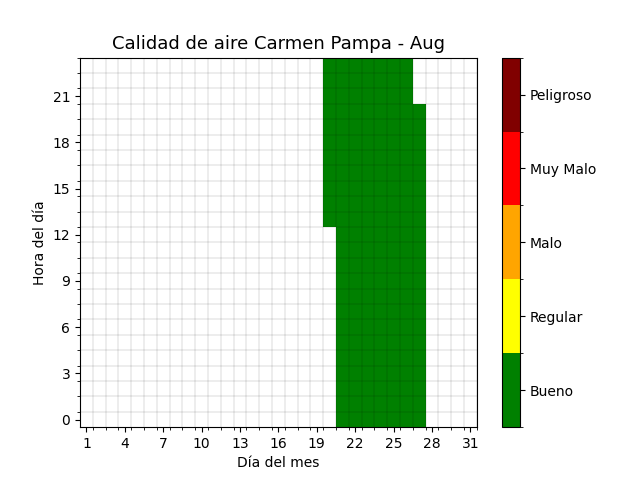 Calidad de aire Carmen Pampa - Aug
Hora del día
21
18
15
12
9
6
3
0
1 4 7 10 13 16 19 22 25 28 31
Día del mes
Peligroso
Muy Malo
Malo
Regular
Bueno